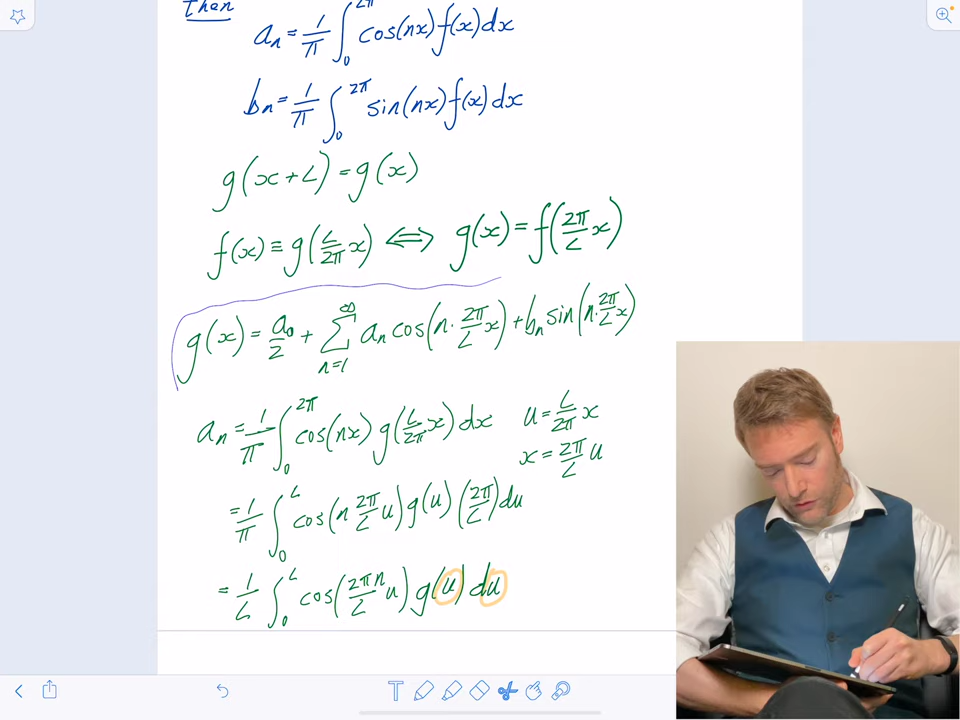 Then
aₙ = 1/π ∫₀^2π cos(nx) f(x) dx
bₙ = 1/π ∫₀^2π sin(nx) f(x) dx
g(x+L) = g(x)
f(x) ≡ g(L/2π x) ⟺ g(x) = f(2π/L x)
g(x) = a₀/2 + ∑_{n=1}^∞ aₙ cos(n · 2π/L x) + bₙ sin(n · 2π/L x)
aₙ = 1/π ∫₀^2π cos(nx) g(L/2π x) dx
u = L/2π x
x = 2π/L u
= 1/π ∫₀^L cos(n 2π/L u) g(u) (2π/L) du
= 1/L ∫₀^L cos(2πn/L u) g(u) du
T